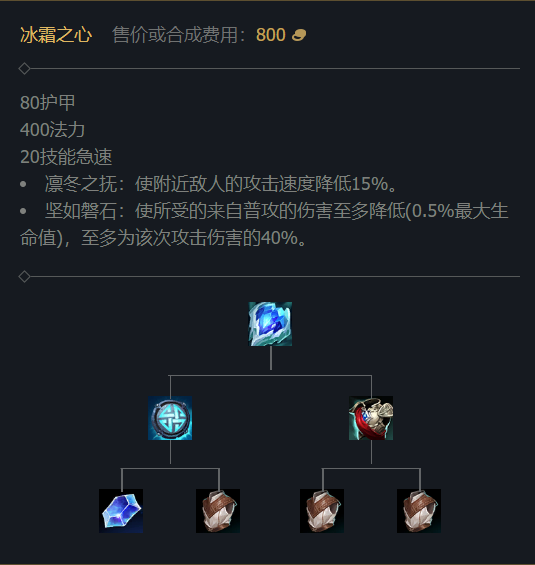 冰霜之心 售价或合成费用：800
80护甲
400法力
20技能急速
• 凛冬之抚：使附近敌人的攻击速度降低15%。
• 坚如磐石：使所受的来自普攻的伤害至多降低(0.5%最大生
命值)，至多为该次攻击伤害的40%。